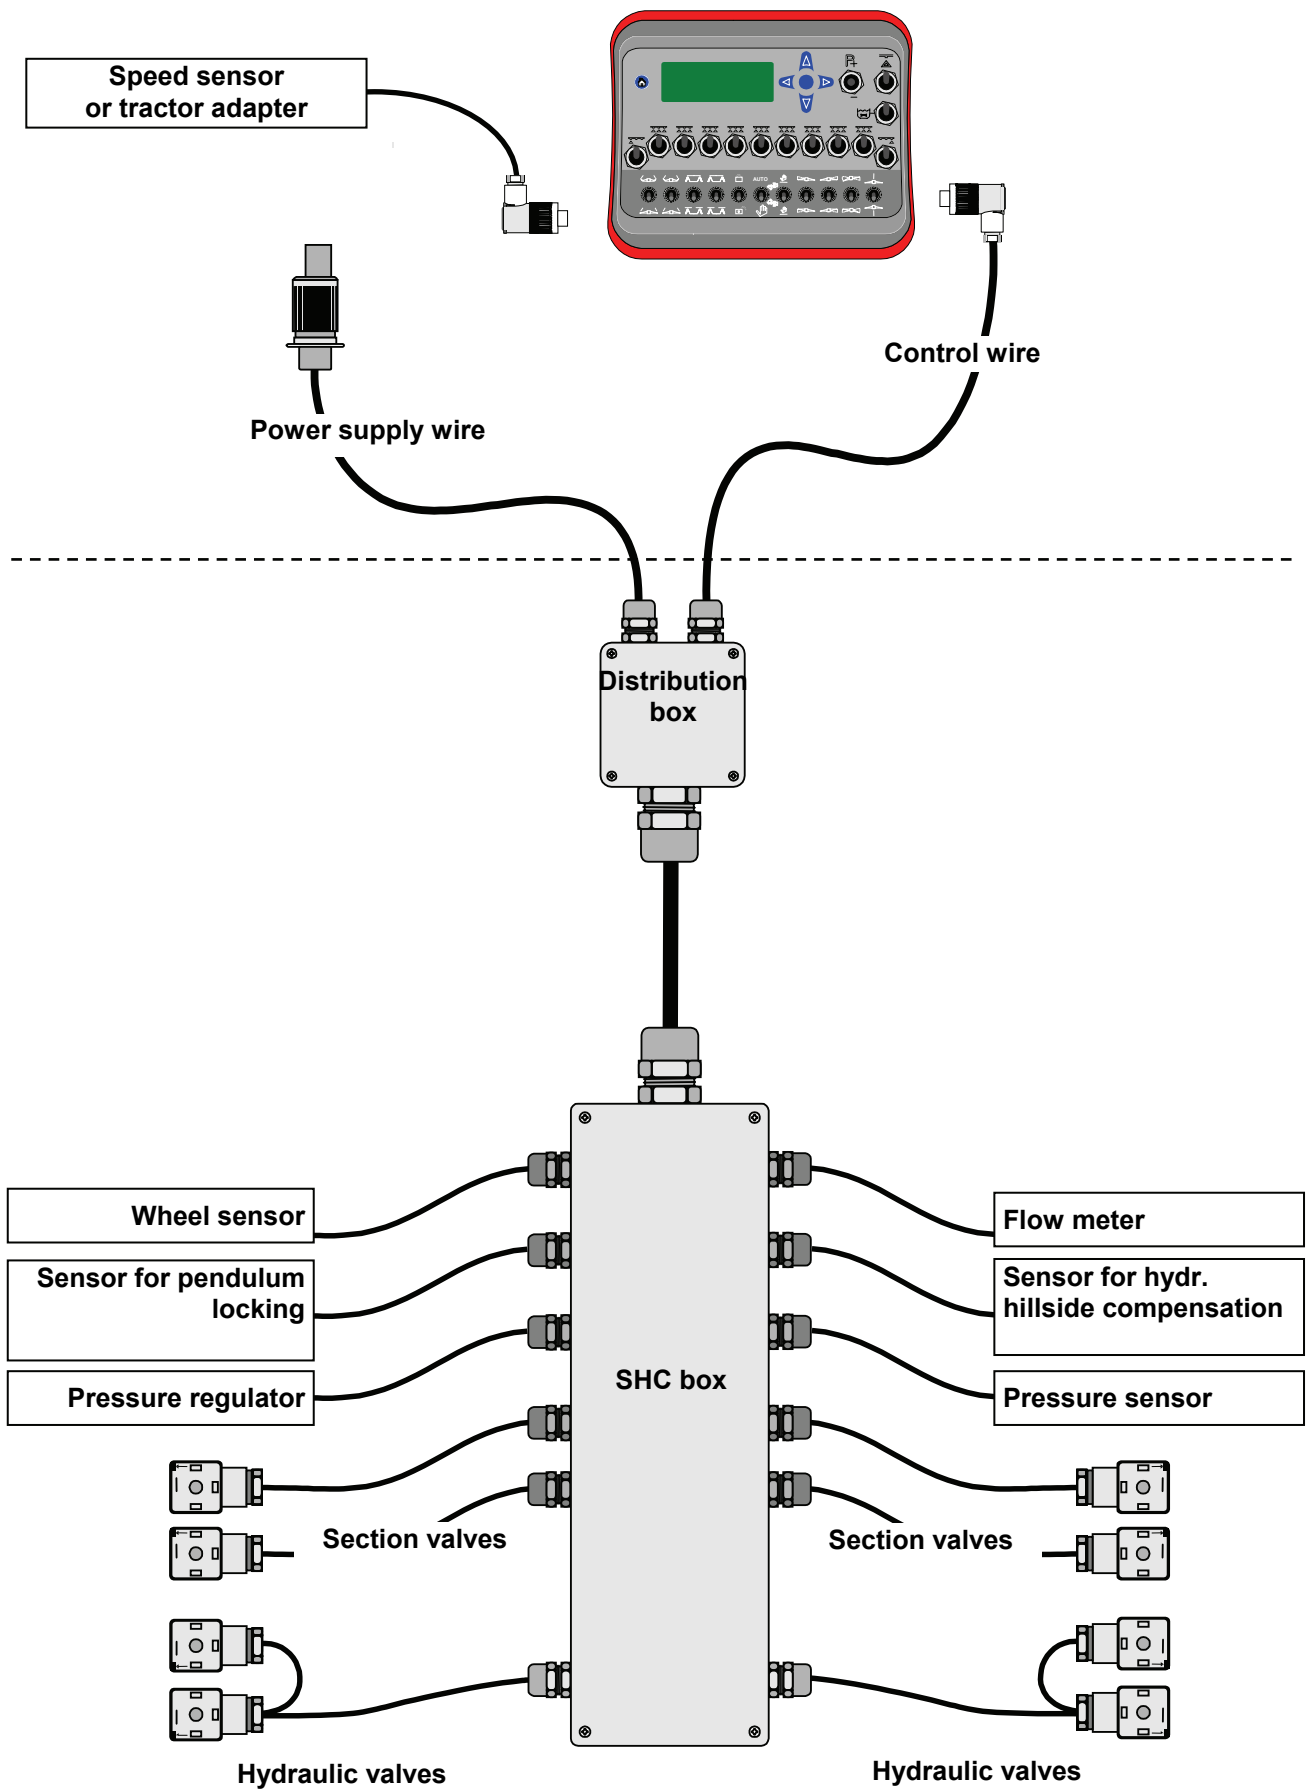 Speed sensor
or tractor adapter
AUTO
Control wire
Power supply wire
Distribution
box
Wheel sensor
Flow meter
Sensor for pendulum
locking
Sensor for hydr.
hillside compensation
SHC box
Pressure regulator
Pressure sensor
Section valves
Section valves
Hydraulic valves
Hydraulic valves